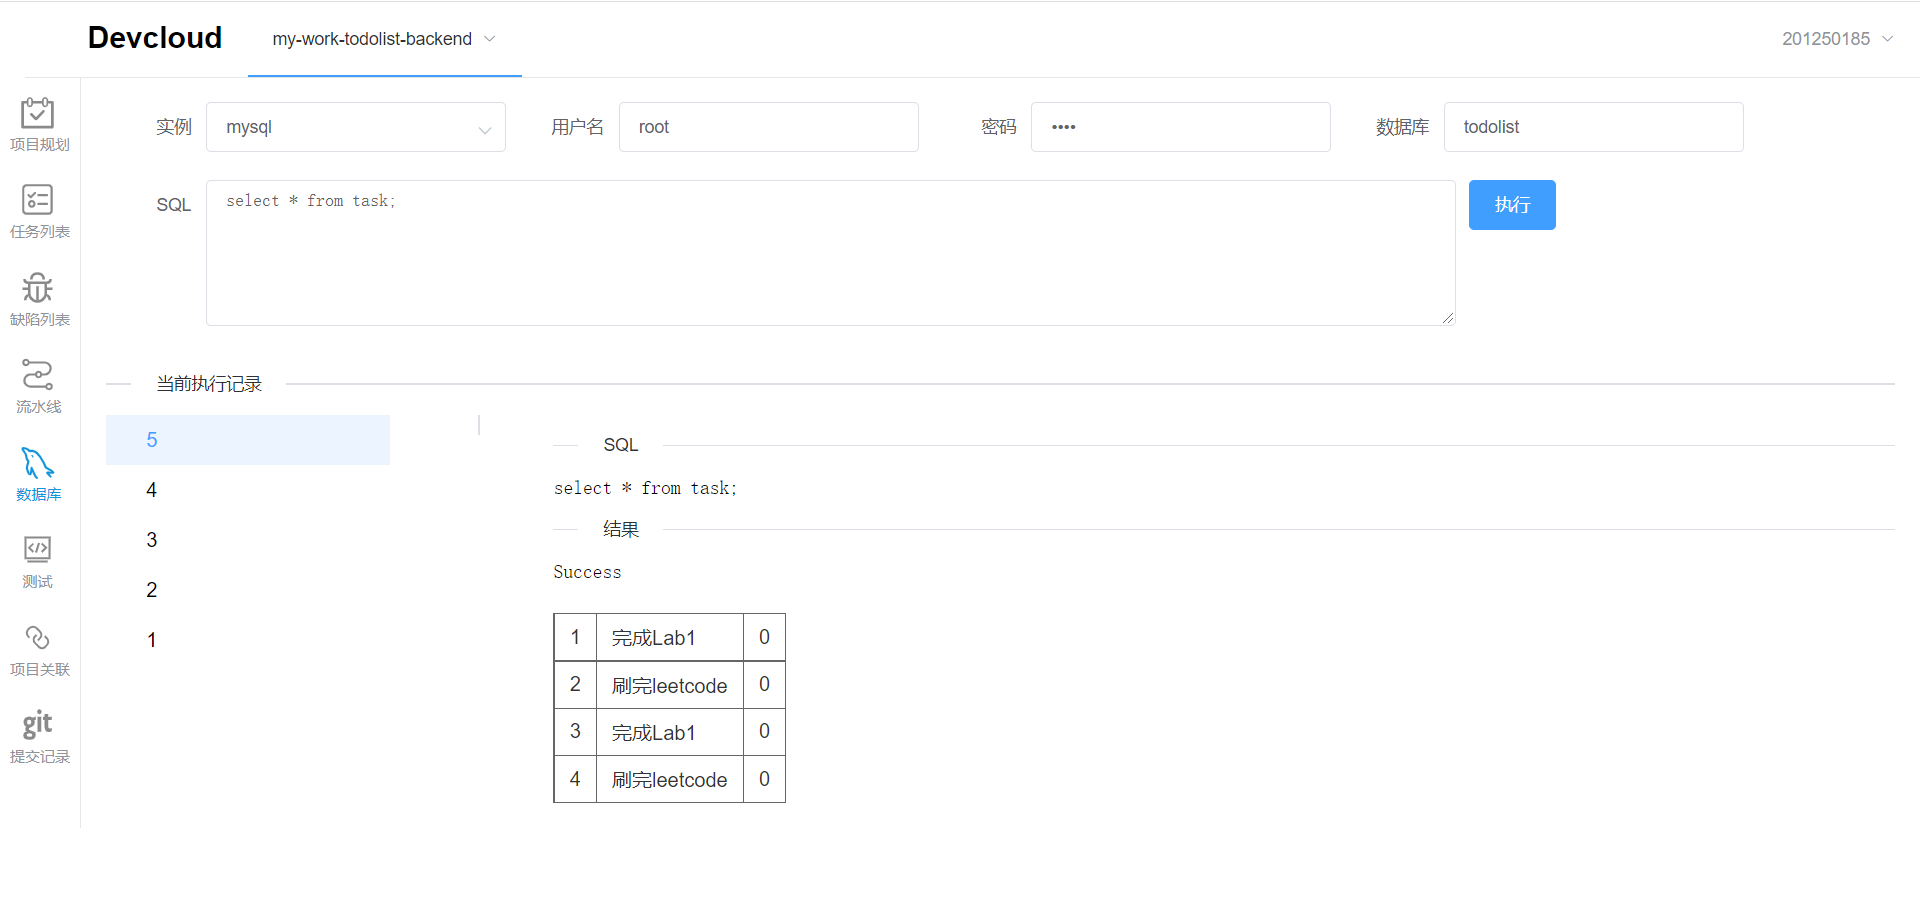 Devcloud
my-work-todolist-backend
201250185
项目规划
任务列表
缺陷列表
流水线
数据库
测试
项目关联
git
提交记录
实例 mysql 用户名 root 密码 •••• 数据库 todolist
SQL select * from task; 执行
当前执行记录
5
4
3
2
1
SQL
select * from task;
结果
Success
1 完成Lab1 0
2 刷完leetcode 0
3 完成Lab1 0
4 刷完leetcode 0